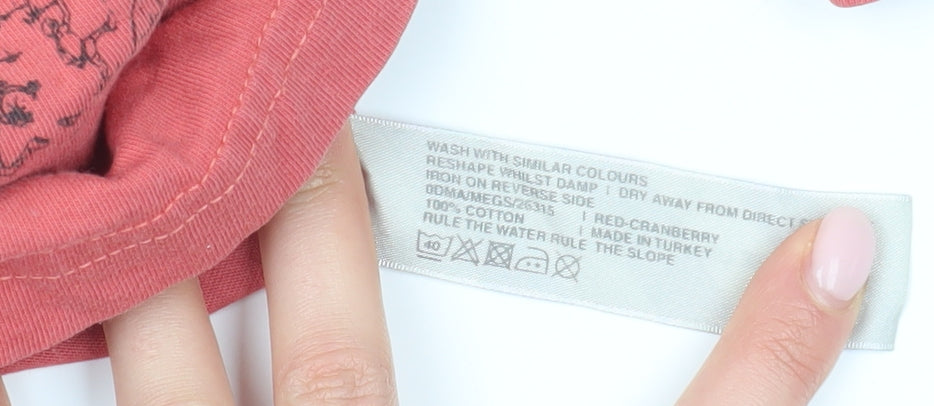 WASH WITH SIMILAR COLOURS
RESHAPE WHILST DAMP | DRY AWAY FROM DIRECT
IRON ON REVERSE SIDE
0DMA/MEGS/26315 | RED-CRANBERRY
100% COTTON | MADE IN TURKEY
RULE THE WATER RULE THE SLOPE
40